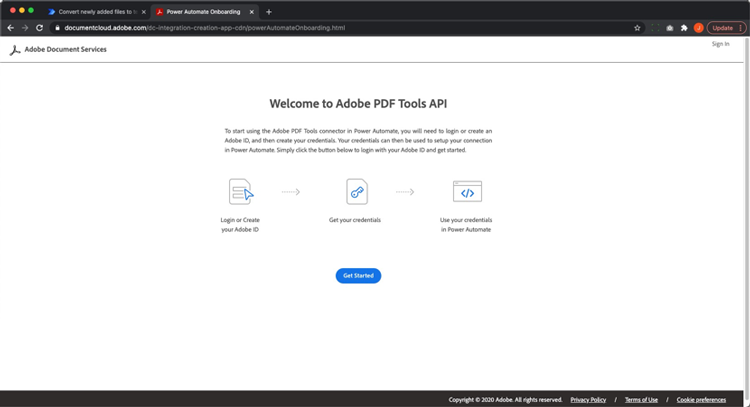 Convert newly added files to te
Power Automate Onboarding
documentcloud.adobe.com/dc-integration-creation-app-cdn/powerAutomateOnboarding.html
J
Update
Adobe Document Services
Sign In
Welcome to Adobe PDF Tools API
To start using the Adobe PDF Tools connector in Power Automate, you will need to login or create an
Adobe ID, and then create your credentials. Your credentials can then be used to setup your connection
in Power Automate. Simply click the button below to login with your Adobe ID and get started.
Login or Create
your Adobe ID
Get your credentials
Use your credentials
in Power Automate
Get Started
Copyright © 2020 Adobe. All rights reserved. Privacy Policy / Terms of Use / Cookie preferences